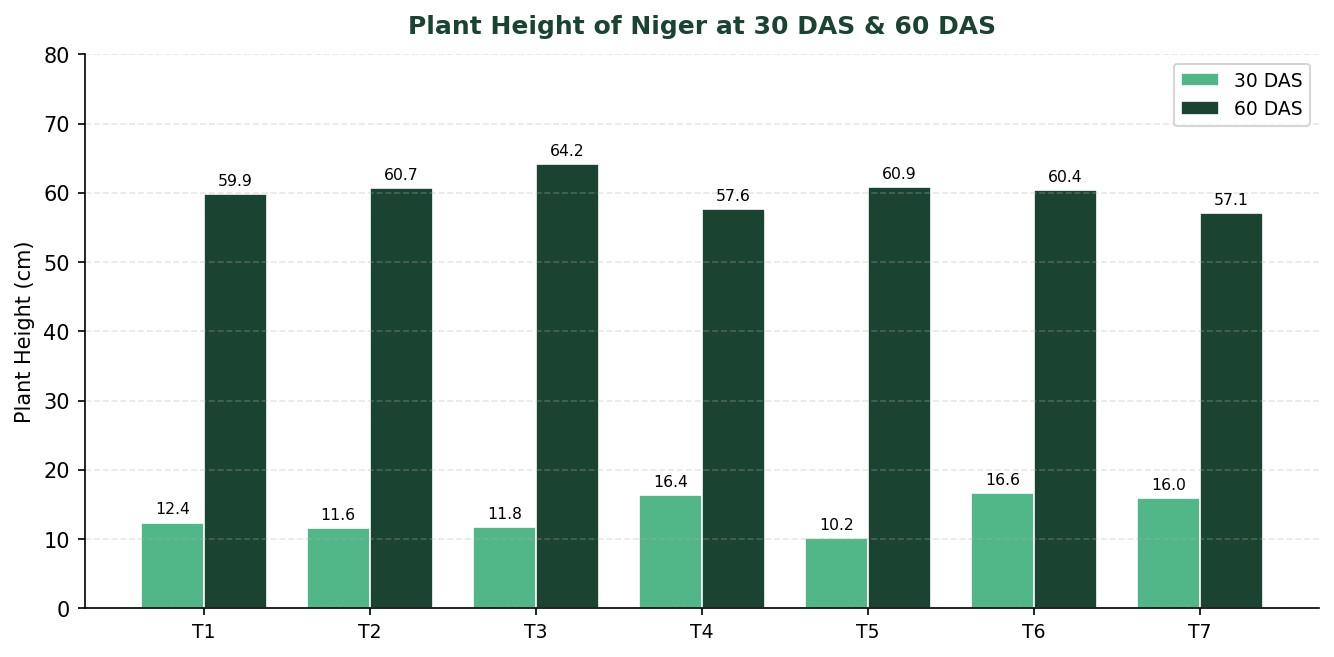 Plant Height of Niger at 30 DAS & 60 DAS
30 DAS
60 DAS
Plant Height (cm)
80
70
60
50
40
30
20
10
0
12.4
59.9
11.6
60.7
11.8
64.2
16.4
57.6
10.2
60.9
16.6
60.4
16.0
57.1
T1
T2
T3
T4
T5
T6
T7